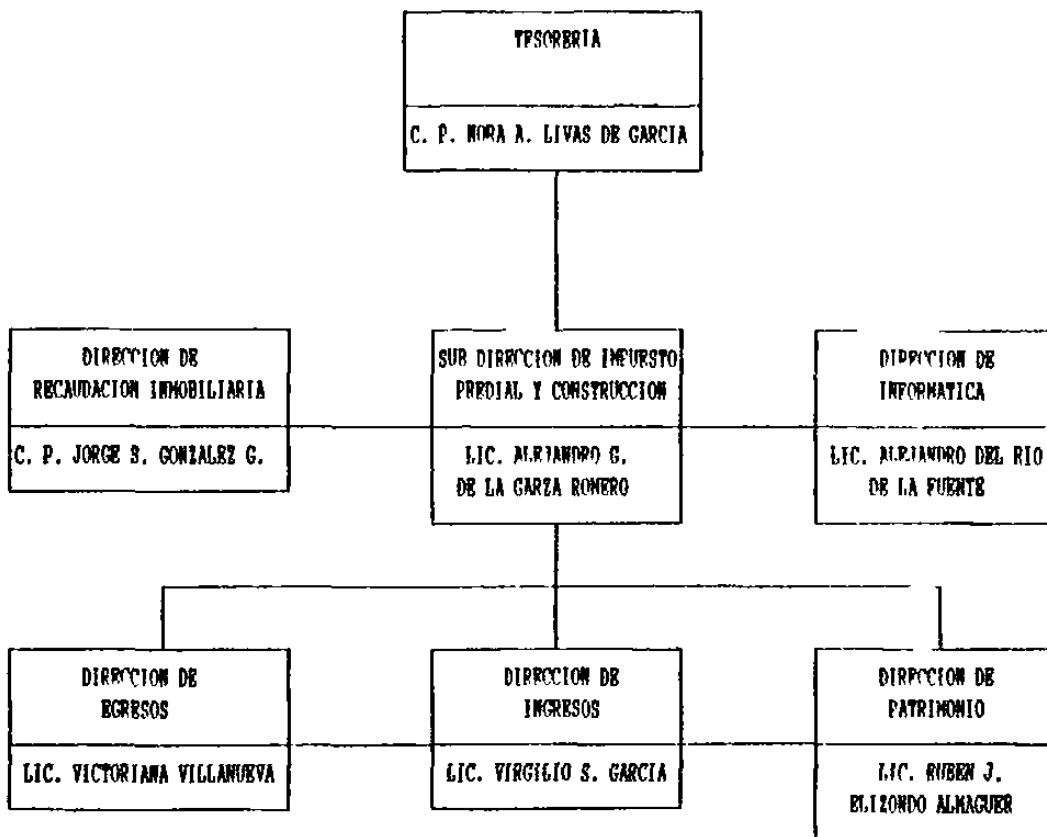 TESORERIA
C. P. NORA A. LIVAS DE GARCIA
DIRECCION DE
RECAUDACION INMOBILIARIA
C. P. JORGE S. GONZALEZ G.
SUB DIRECCION DE IMPUESTO
PREDIAL Y CONSTRUCCION
LIC. ALEJANDRO G.
DE LA GARZA ROMERO
DIRECCION DE
INFORMATICA
LIC. ALEJANDRO DEL RIO
DE LA FUENTE
DIRECCION DE
EGRESOS
LIC. VICTORIANA VILLANUEVA
DIRECCION DE
INGRESOS
LIC. VIRGILIO S. GARCIA
DIRECCION DE
PATRIMONIO
LIC. RUBEN J.
ELIZONDO ALMAGUER